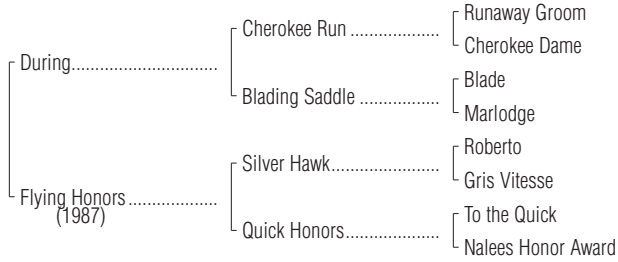 Runaway Groom
Cherokee Run ....................
Cherokee Dame
During.............................
Blade
Blading Saddle ..................
Marlodge
Roberto
Silver Hawk........................
Gris Vitesse
Flying Honors ....................
(1987)
To the Quick
Quick Honors.....................
Nalees Honor Award